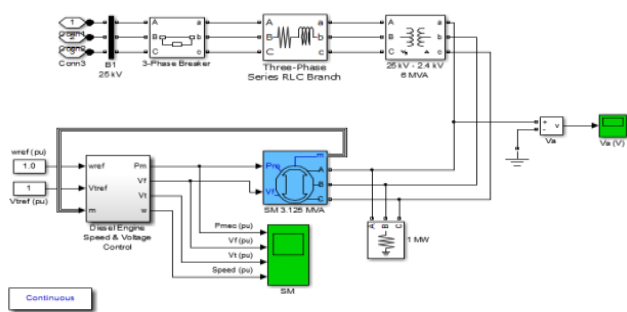 1
Conn1
2
Conn2
3
Conn3
B1
25 kV
A a
B b
C c
3-Phase Breaker
A a
B b
C c
Three-Phase
Series RLC Branch
A a
B b
C c
25 kV - 2.4 kV
6 MVA
+
-
v
Va
Va (V)
wref (pu)
1.0
Vtref (pu)
1
wref
Vtref
m
Pm
Vf
Vt
w
Diesel Engine
Speed & Voltage
Control
m
Pm
Vf
A
B
C
SM 3.125 MVA
A B C
1 MW
Pmec (pu)
Vf (pu)
Vt (pu)
Speed (pu)
SM
Continuous